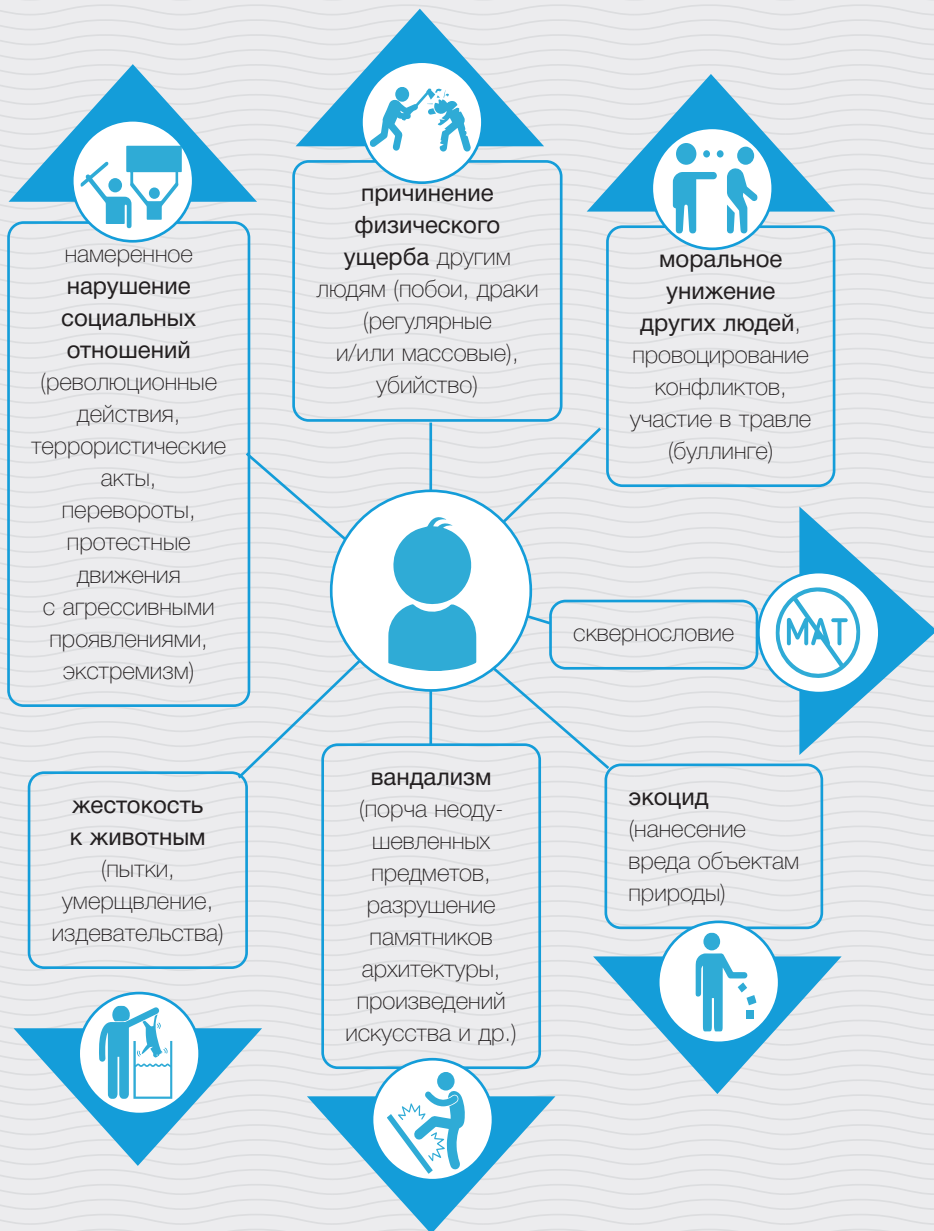 намеренное
нарушение
социальных
отношений
(революционные
действия,
террористические
акты,
перевороты,
протестные
движения
с агрессивными
проявлениями,
экстремизм)
причинение
физического
ущерба другим
людям (побои, драки
(регулярные
и/или массовые),
убийство)
моральное
унижение
других людей,
провоцирование
конфликтов,
участие в травле
(буллинге)
сквернословие
МАТ
жестокость
к животным
(пытки,
умерщвление,
издевательства)
вандализм
(порча неоду-
шевленных
предметов,
разрушение
памятников
архитектуры,
произведений
искусства и др.)
экоцид
(нанесение
вреда объектам
природы)